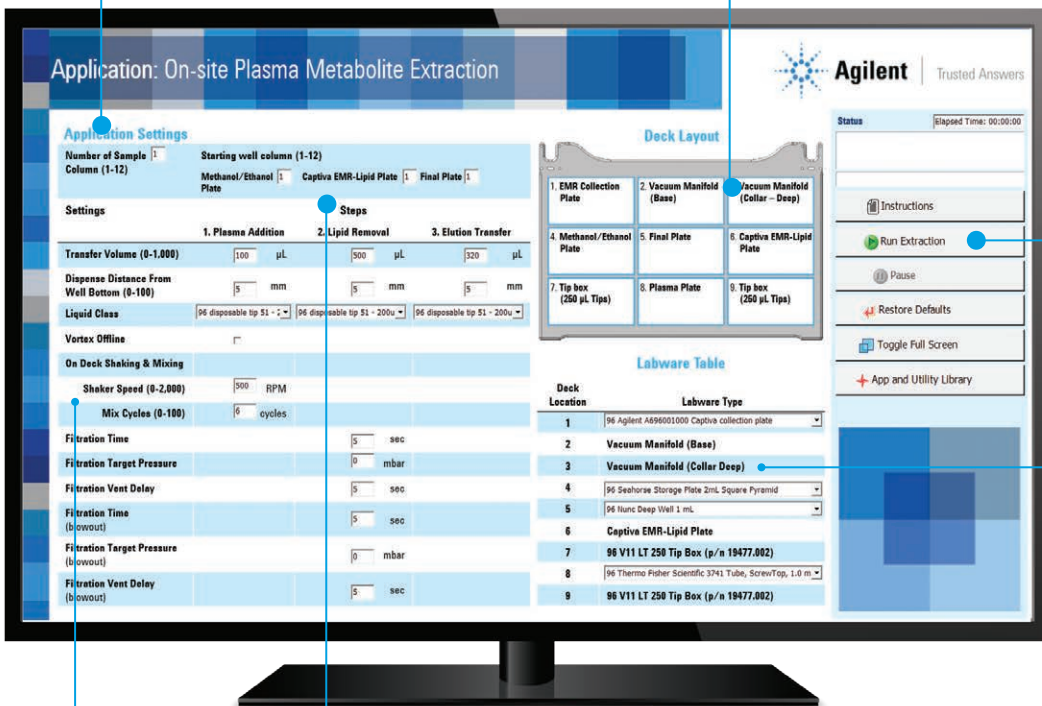 Application: On-site Plasma Metabolite Extraction
Agilent | Trusted Answers
Application Settings
Number of Sample 1
Column (1-12)
Starting well column (1-12)
Methanol/Ethanol 1 Captiva EMR-Lipid Plate 1 Final Plate 1
Plate
Settings
Steps
1. Plasma Addition 2. Lipid Removal 3. Elution Transfer
Transfer Volume (0-1,000) 100 µL 500 µL 320 µL
Dispense Distance From
Well Bottom (0-100) 5 mm 5 mm 5 mm
Liquid Class 96 disposable tip 51 - 96 disposable tip 51 - 200u 96 disposable tip 51 - 200u
Vortex Offline
On Deck Shaking & Mixing
Shaker Speed (0-2,000) 500 RPM
Mix Cycles (0-100) 6 cycles
Filtration Time 5 sec
Filtration Target Pressure 0 mbar
Filtration Vent Delay 5 sec
Filtration Time
(blowout) 5 sec
Filtration Target Pressure
(blowout) 0 mbar
Filtration Vent Delay
(blowout) 5 sec
Deck Layout
1. EMR Collection
Plate
2. Vacuum Manifold
(Base)
Vacuum Manifold
(Collar – Deep)
4. Methanol/Ethanol
Plate
5. Final Plate
6. Captiva EMR-Lipid
Plate
7. Tip box
(250 µL Tips)
8. Plasma Plate
9. Tip box
(250 µL Tips)
Labware Table
Deck
Location Labware Type
1 96 Agilent A696001000 Captiva collection plate
2 Vacuum Manifold (Base)
3 Vacuum Manifold (Collar Deep)
4 96 Seahorse Storage Plate 2mL Square Pyramid
5 96 Nunc Deep Well 1 mL
6 Captiva EMR-Lipid Plate
7 96 V11 LT 250 Tip Box (p/n 19477.002)
8 96 Thermo Fisher Scientific 3741 Tube, ScrewTop, 1.0 m
9 96 V11 LT 250 Tip Box (p/n 19477.002)
Status Elapsed Time: 00:00:00
Instructions
Run Extraction
Pause
Restore Defaults
Toggle Full Screen
App and Utility Library